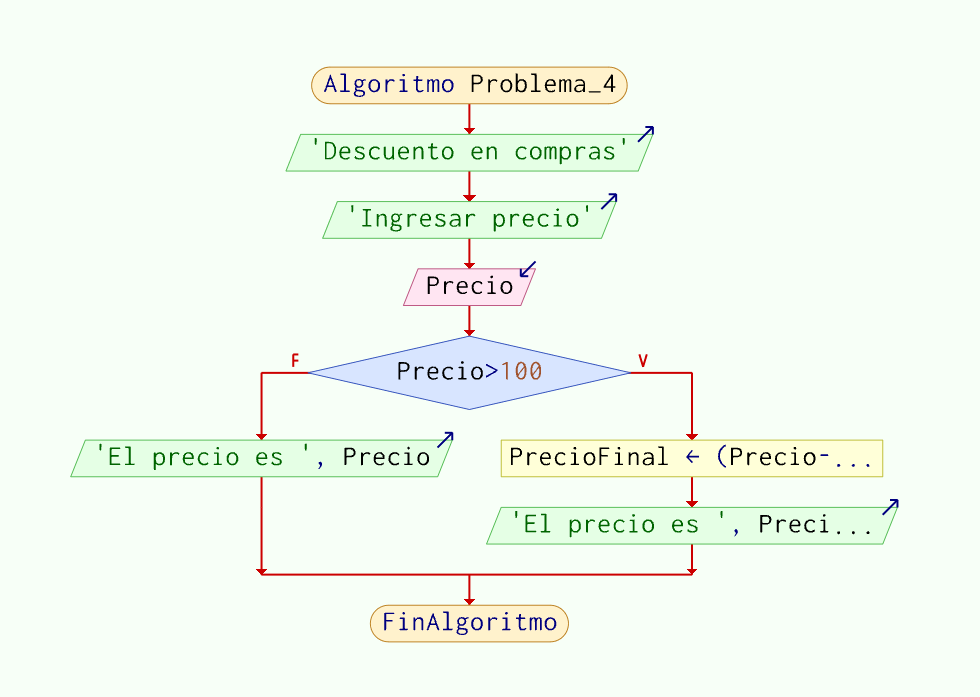 Algoritmo Problema_4
'Descuento en compras'
'Ingresar precio'
Precio
Precio>100
F
V
'El precio es ', Precio
PrecioFinal ← (Precio-...
'El precio es ', Preci...
FinAlgoritmo